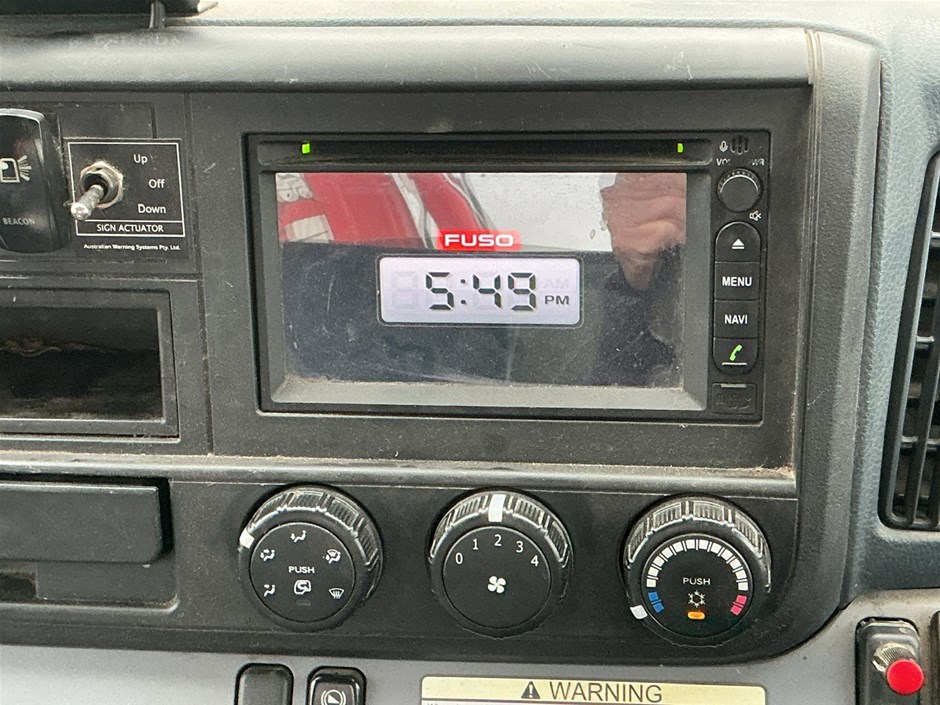 Up
Off
Down
SIGN ACTUATOR
Australian Warning Systems Pty. Ltd.
BEACON
FUSO
5:49 PM
MENU
NAVI
PUSH
0 1 2 3 4
PUSH
WARNING